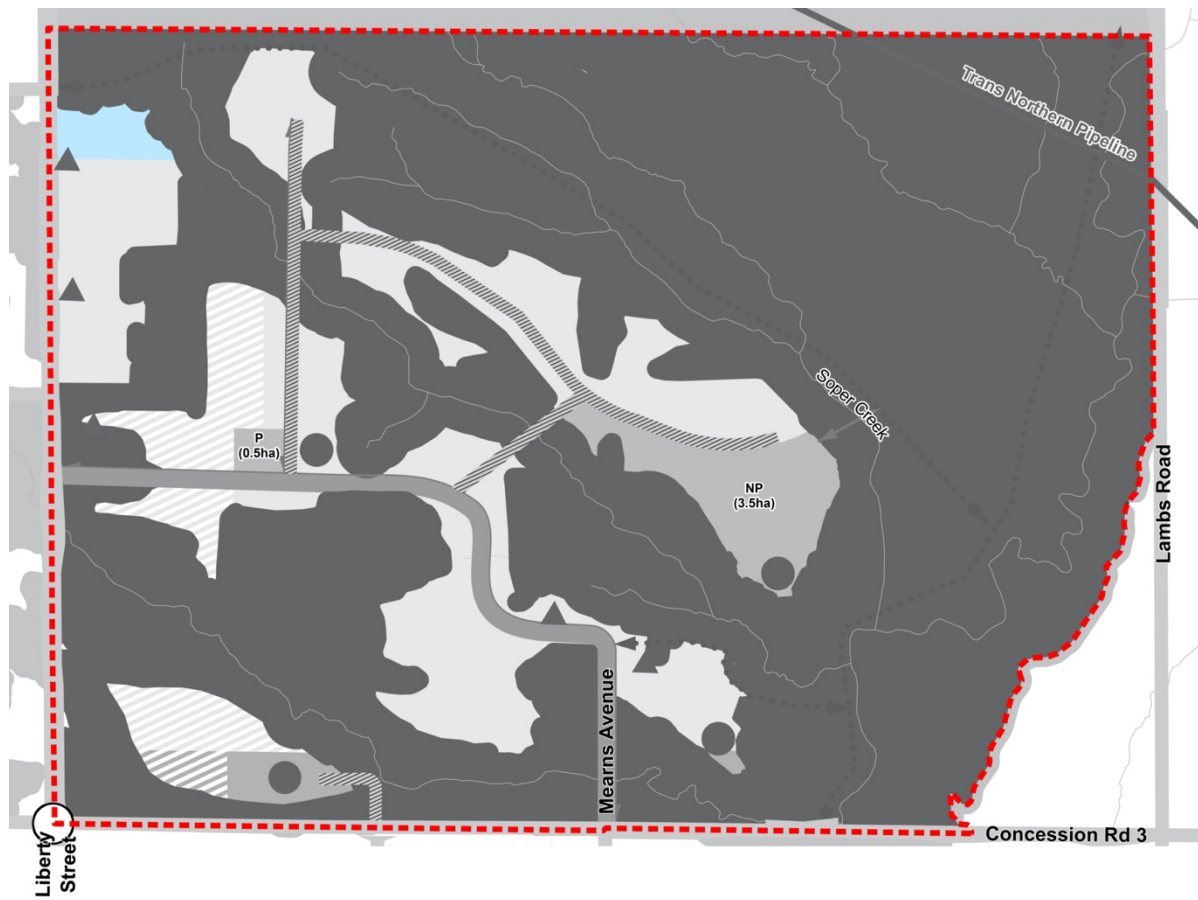 Trans Northern Pipeline
Soper Creek
P
(0.5ha)
NP
(3.5ha)
Lambs Road
Mearns Avenue
Concession Rd 3
Liberty
Street